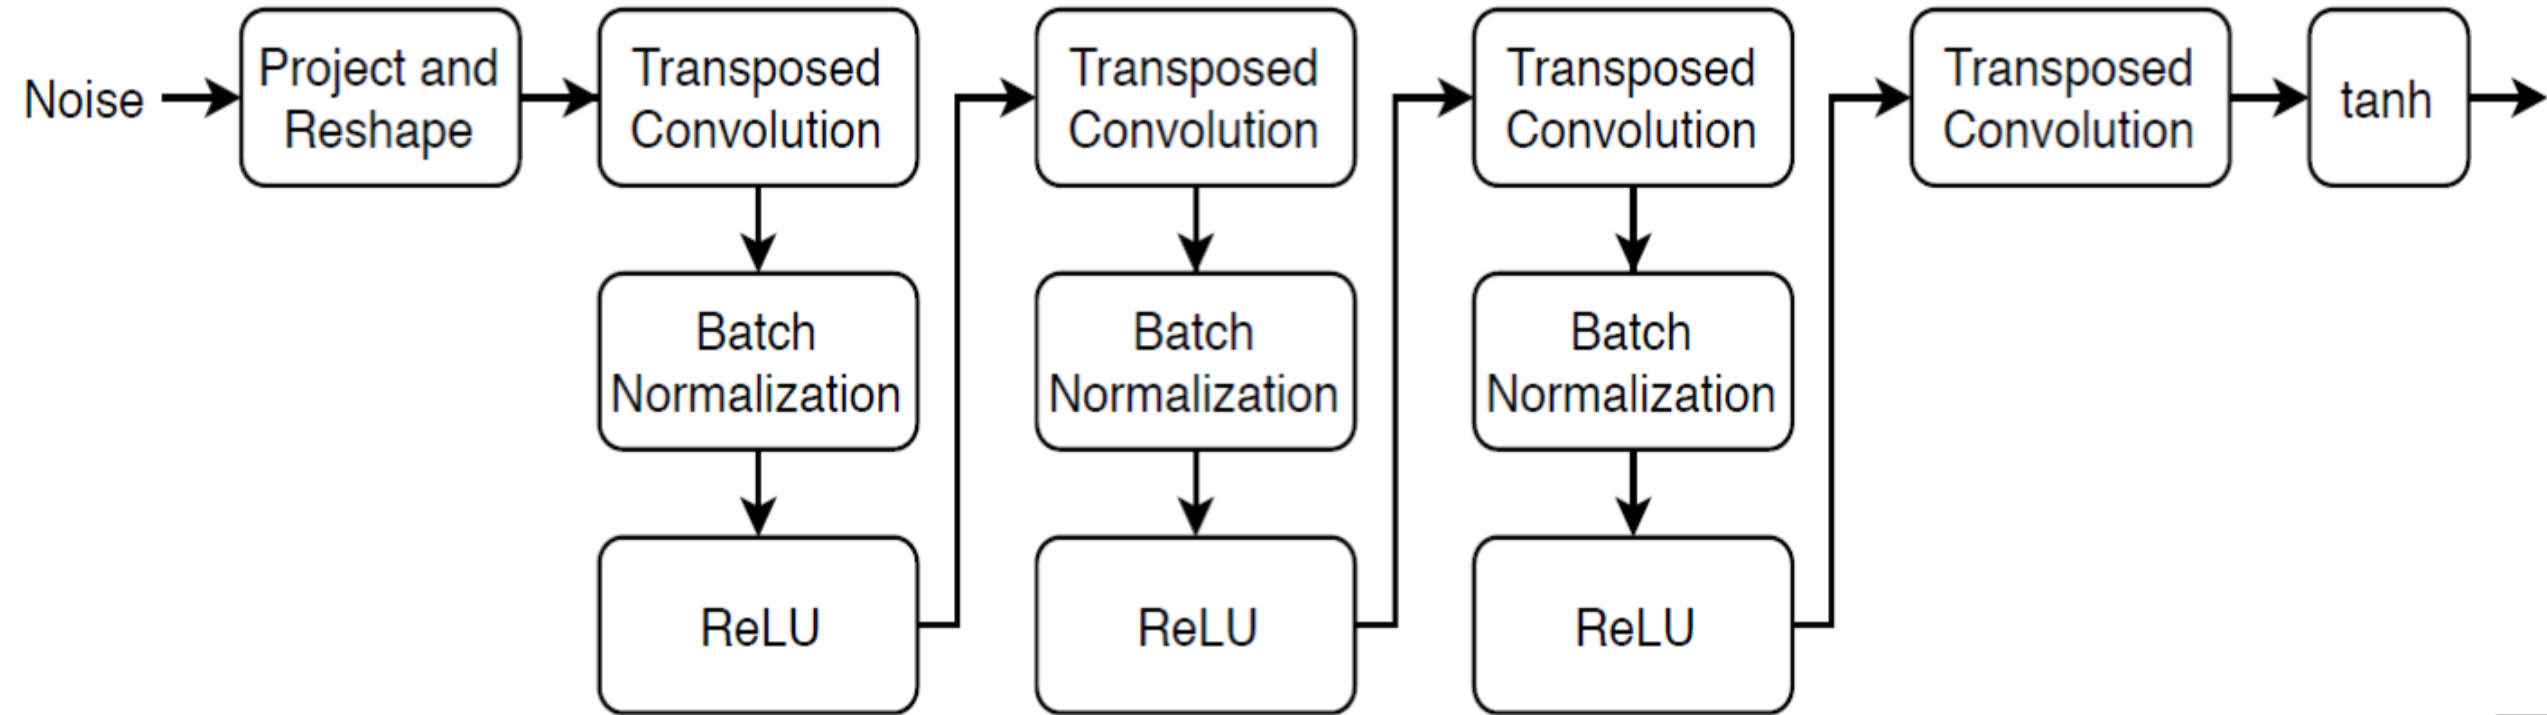 Noise
Project and
Reshape
Transposed
Convolution
Batch
Normalization
ReLU
Transposed
Convolution
Batch
Normalization
ReLU
Transposed
Convolution
Batch
Normalization
ReLU
Transposed
Convolution
tanh